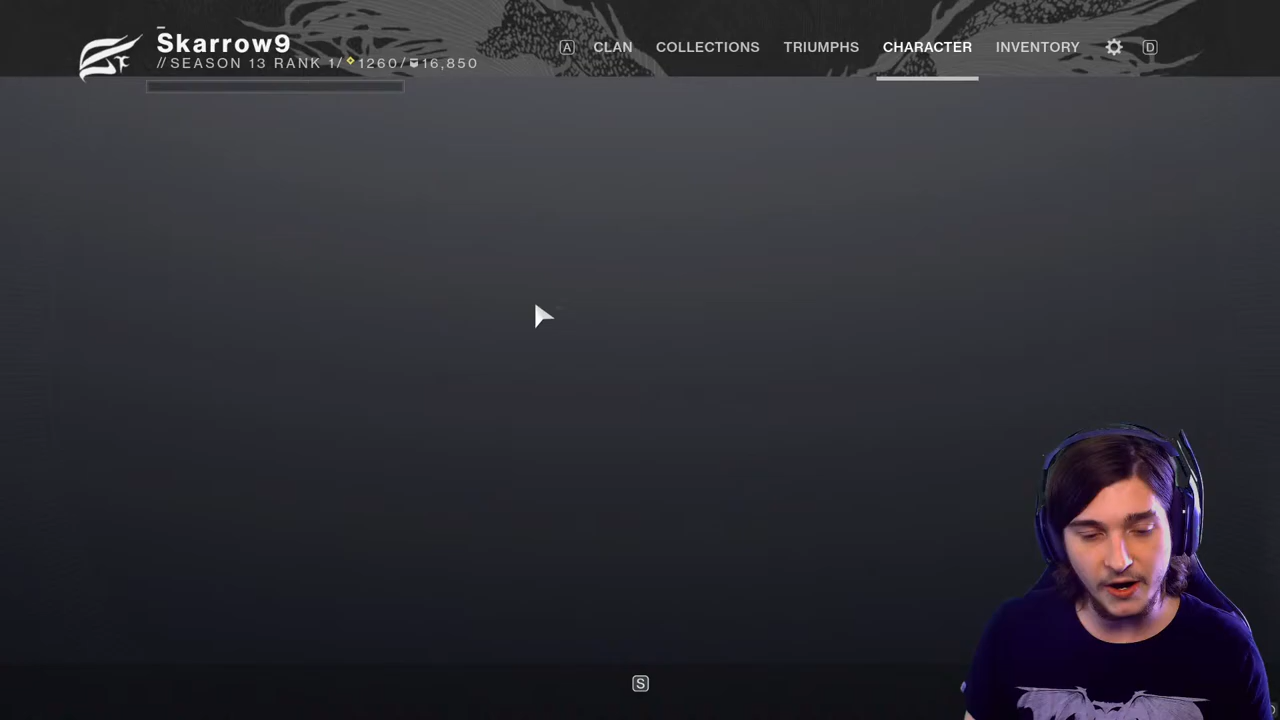 Skarrow9
A CLAN COLLECTIONS TRIUMPHS CHARACTER INVENTORY D
//SEASON 13 RANK 1/ 1260/ 16,850
S